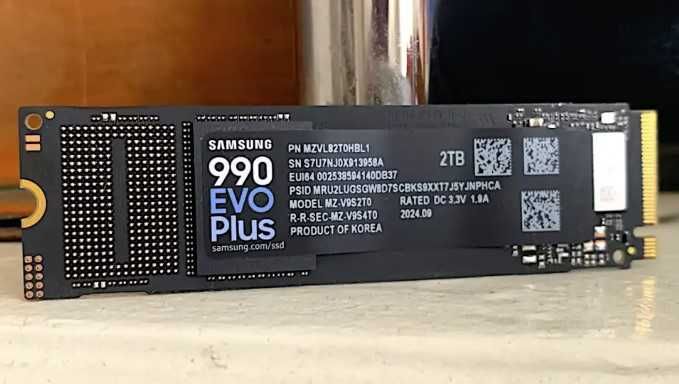 SAMSUNG
990
EVO
Plus
samsung.com/ssd
PN MZVL82T0HBL1
SN S7U7NJ0X913958A
EUI64 002538594140DB37
PSID MRU2LUGSGW8D7SCBKS9XXT7J5YJNPHCA
MODEL MZ-V9S2T0 RATED DC 3.3V 1.9A
R-R-SEC-MZ-V9S4T0 2024.09
PRODUCT OF KOREA
2TB